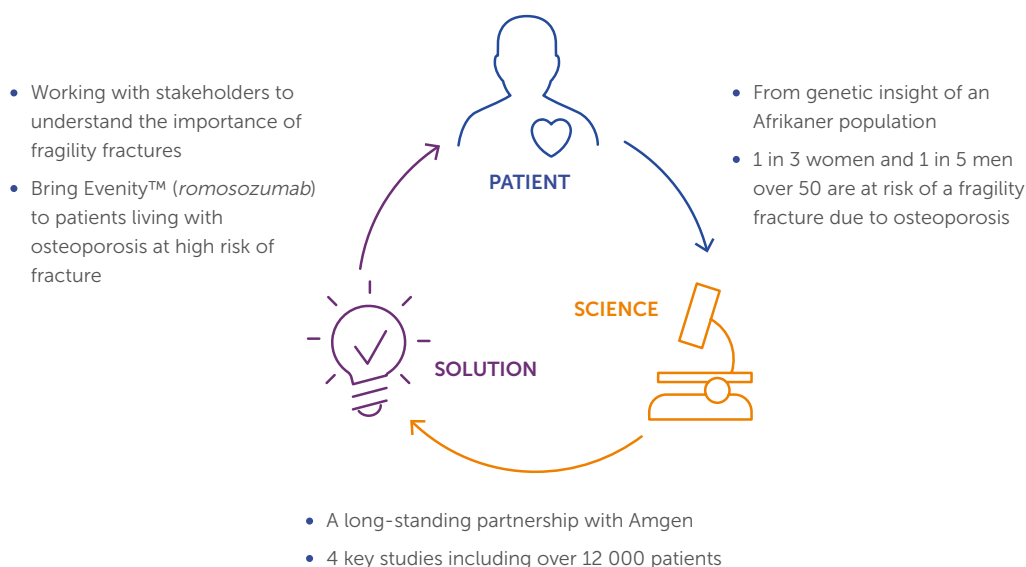 • Working with stakeholders to
understand the importance of
fragility fractures
• Bring Evenity™ (romosozumab)
to patients living with
osteoporosis at high risk of
fracture
PATIENT
• From genetic insight of an
Afrikaner population
• 1 in 3 women and 1 in 5 men
over 50 are at risk of a fragility
fracture due to osteoporosis
SCIENCE
SOLUTION
• A long-standing partnership with Amgen
• 4 key studies including over 12 000 patients